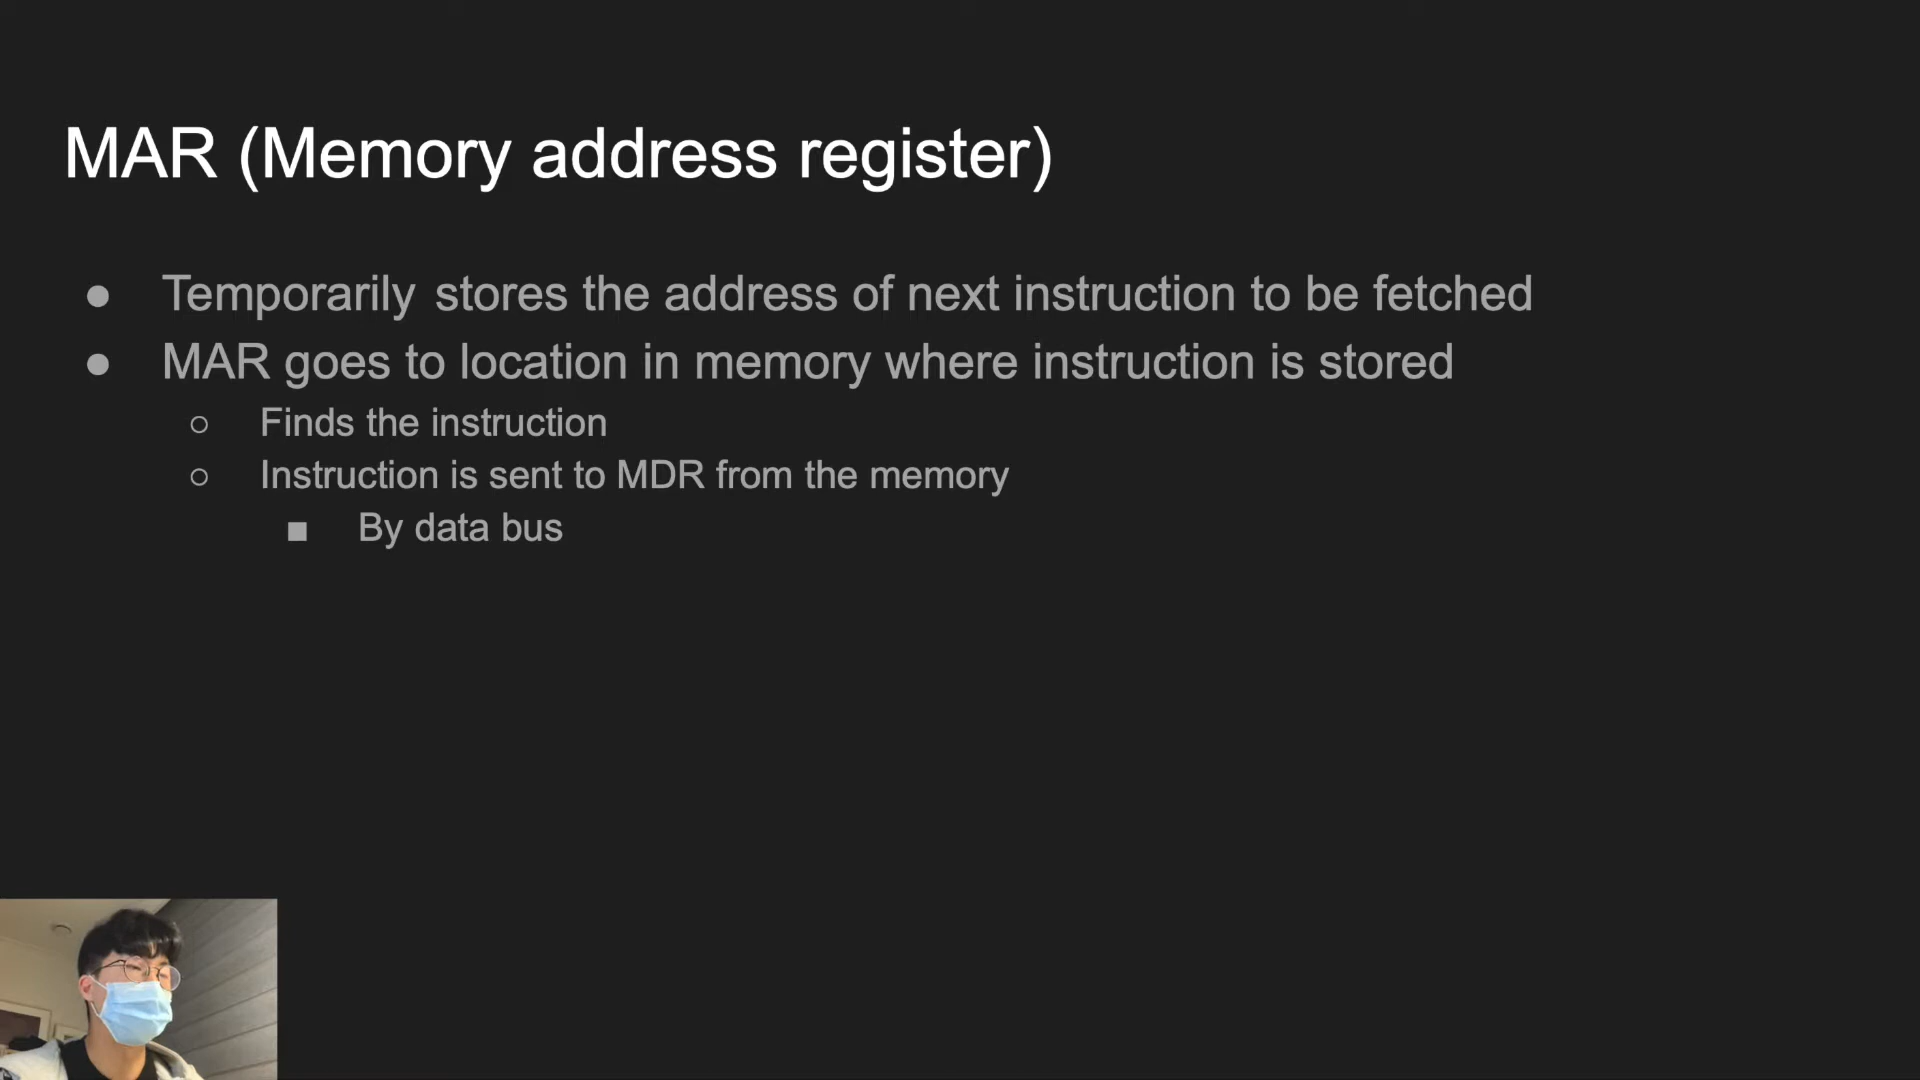 MAR (Memory address register)
● Temporarily stores the address of next instruction to be fetched
● MAR goes to location in memory where instruction is stored
○ Finds the instruction
○ Instruction is sent to MDR from the memory
■ By data bus